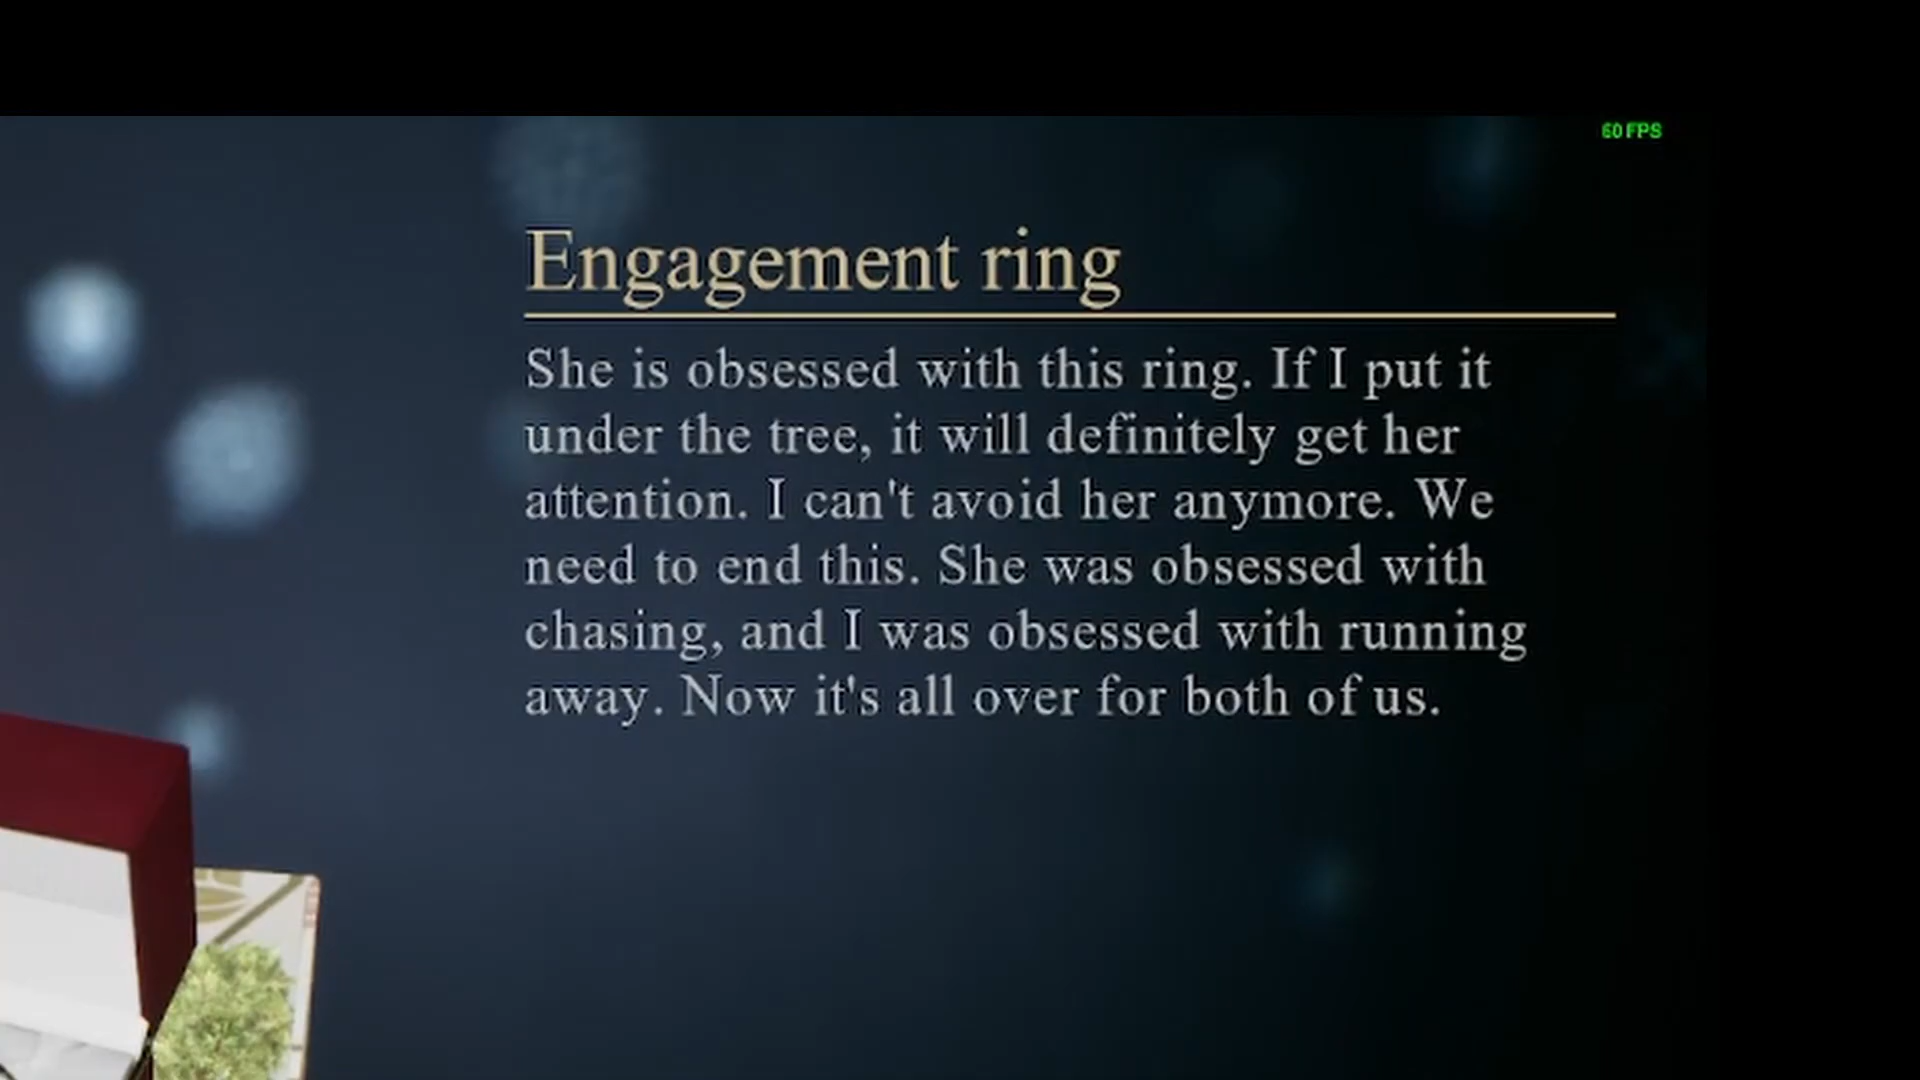 60 FPS
Engagement ring
She is obsessed with this ring. If I put it
under the tree, it will definitely get her
attention. I can't avoid her anymore. We
need to end this. She was obsessed with
chasing, and I was obsessed with running
away. Now it's all over for both of us.